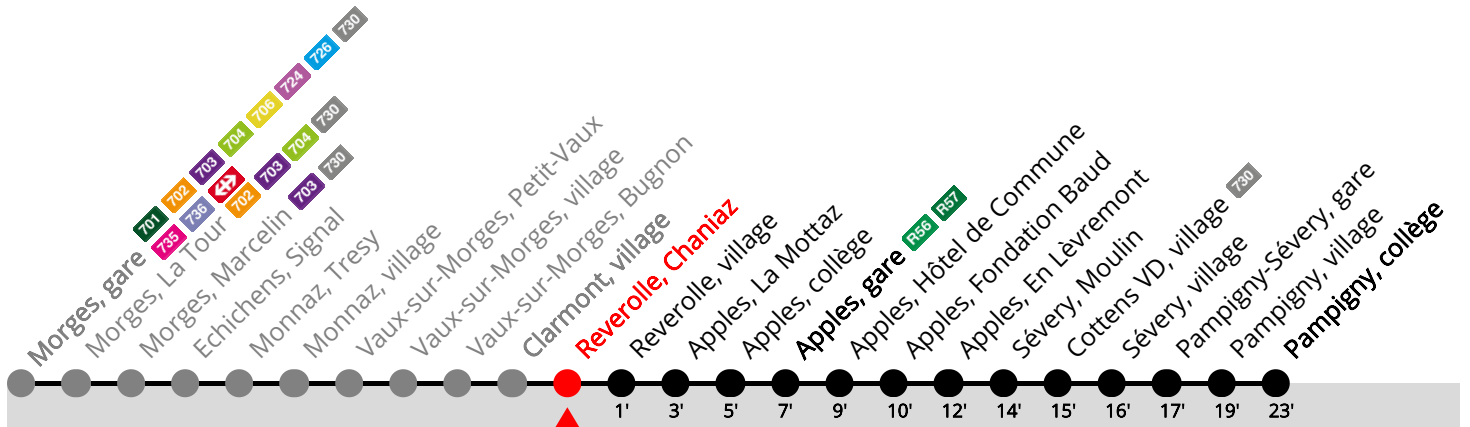 Morges, gare 701 702 703 704 706 724 726 730
735 736
Morges, La Tour 702 703 704 730
Morges, Marcelin 703 730
Echichens, Signal
Monnaz, Tresy
Monnaz, village
Vaux-sur-Morges, Petit-Vaux
Vaux-sur-Morges, village
Vaux-sur-Morges, Bugnon
Clarmont, village
Reverolle, Chaniaz
Reverolle, village
Apples, La Mottaz
Apples, collège
Apples, gare R56 R57
Apples, Hôtel de Commune
Apples, Fondation Baud
Apples, En Lèvremont
Sévery, Moulin
Cottens VD, village 730
Sévery, village
Pampigny-Sévery, gare
Pampigny, village
Pampigny, collège
1' 3' 5' 7' 9' 10' 12' 14' 15' 16' 17' 19' 23'